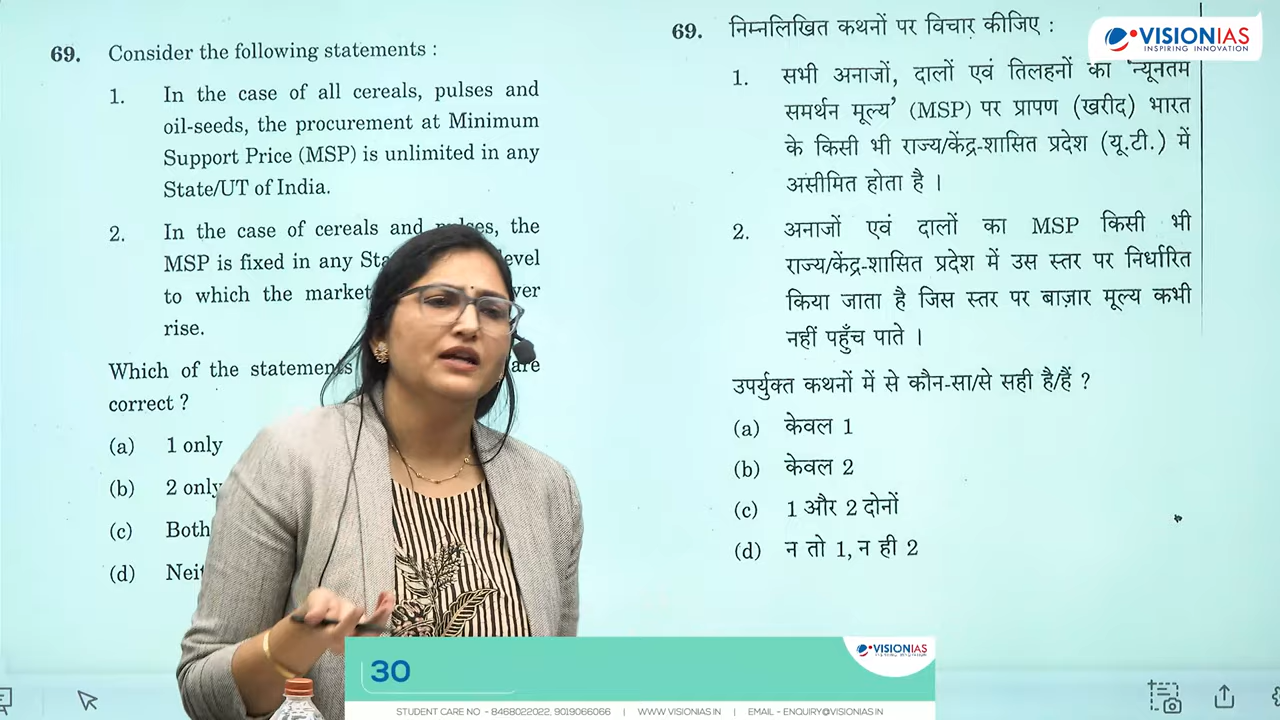 69. Consider the following statements :
1. In the case of all cereals, pulses and
oil-seeds, the procurement at Minimum
Support Price (MSP) is unlimited in any
State/UT of India.
2. In the case of cereals and pulses, the
MSP is fixed in any level
to which the market
rise.
Which of the statements are
correct ?
(a) 1 only
(b) 2 only
(c) Both
(d)
69. निम्नलिखित कथनों पर विचार कीजिए :
1. सभी अनाजों, दालों एवं तिलहनों का 'न्यूनतम
समर्थन मूल्य' (MSP) पर प्रापण (खरीद) भारत
के किसी भी राज्य/केंद्र-शासित प्रदेश (यू.टी.) में
असीमित होता है ।
2. अनाजों एवं दालों का MSP किसी भी
राज्य/केंद्र-शासित प्रदेश में उस स्तर पर निर्धारित
किया जाता है जिस स्तर पर बाज़ार मूल्य कभी
नहीं पहुँच पाते ।
उपर्युक्त कथनों में से कौन-सा/से सही है/हैं ?
(a) केवल 1
(b) केवल 2
(c) 1 और 2 दोनों
(d) न तो 1, न ही 2
VISIONIAS
INSPIRING INNOVATION
30
VISIONIAS
STUDENT CARE NO - 8468022022, 9019066066 | WWW.VISIONIAS.IN | EMAIL - ENQUIRY@VISIONIAS.IN